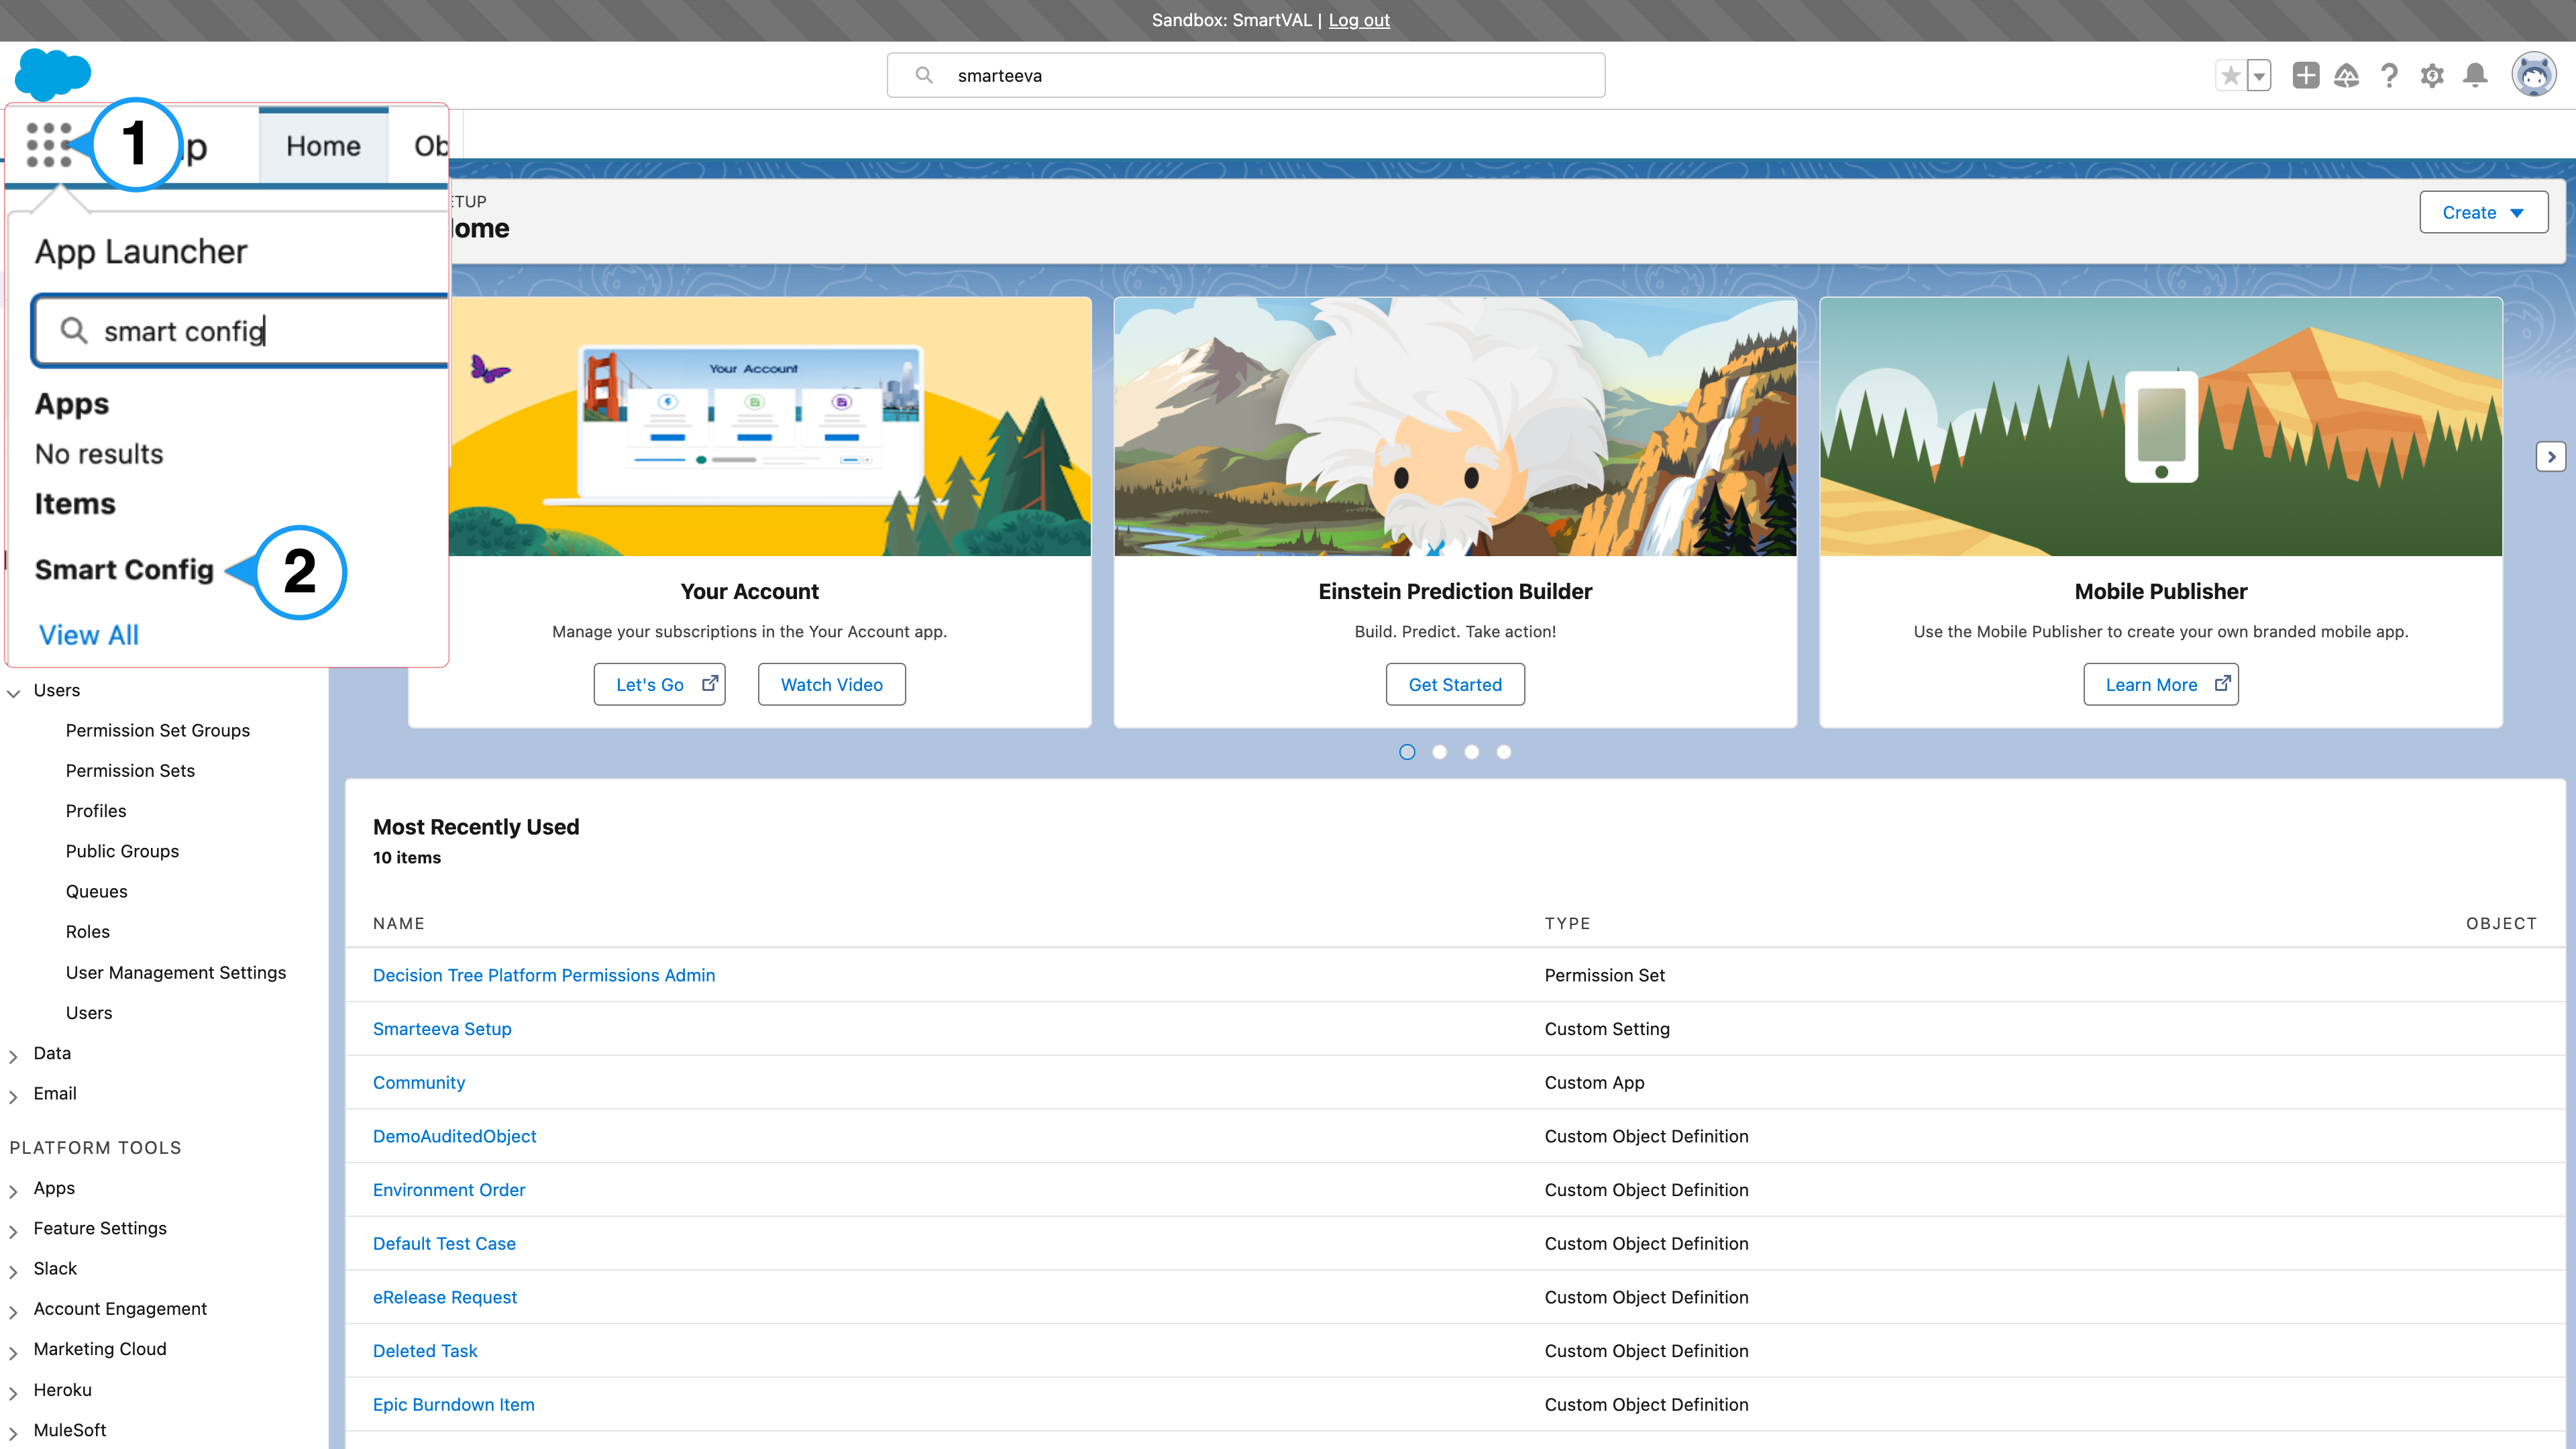 Sandbox: SmartVAL | Log out
smarteeva
1
p
Home
Ob
App Launcher
smart config
Apps
No results
Items
Smart Config
2
View All
ETUP
ome
Create
Your Account
Your Account
Manage your subscriptions in the Your Account app.
Let's Go
Watch Video
Einstein Prediction Builder
Build. Predict. Take action!
Get Started
Mobile Publisher
Use the Mobile Publisher to create your own branded mobile app.
Learn More
Users
Permission Set Groups
Permission Sets
Profiles
Public Groups
Queues
Roles
User Management Settings
Users
Data
Email
PLATFORM TOOLS
Apps
Feature Settings
Slack
Account Engagement
Marketing Cloud
Heroku
MuleSoft
Most Recently Used
10 items
NAME TYPE OBJECT
Decision Tree Platform Permissions Admin Permission Set
Smarteeva Setup Custom Setting
Community Custom App
DemoAuditedObject Custom Object Definition
Environment Order Custom Object Definition
Default Test Case Custom Object Definition
eRelease Request Custom Object Definition
Deleted Task Custom Object Definition
Epic Burndown Item Custom Object Definition